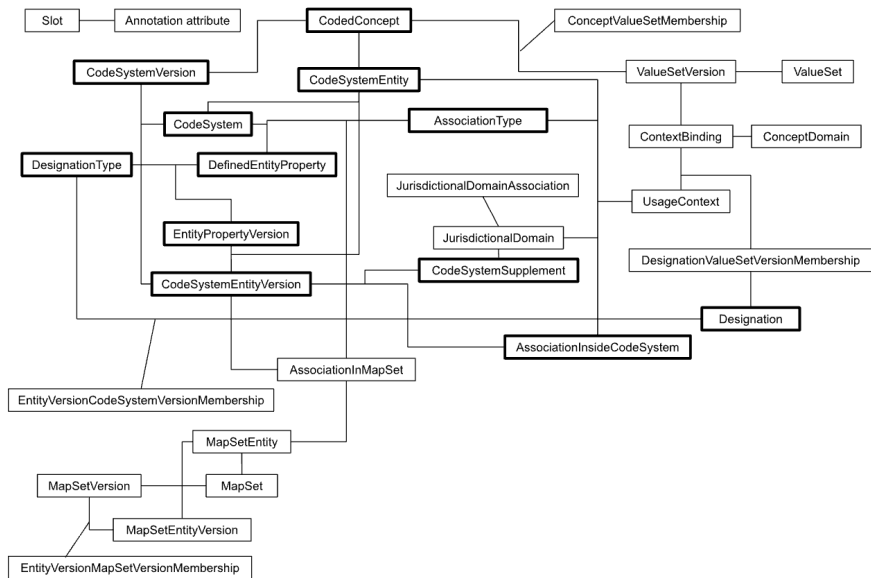 Slot
Annotation attribute
CodedConcept
ConceptValueSetMembership
CodeSystemVersion
CodeSystemEntity
ValueSetVersion
ValueSet
CodeSystem
AssociationType
ContextBinding
ConceptDomain
DesignationType
DefinedEntityProperty
JurisdictionalDomainAssociation
UsageContext
EntityPropertyVersion
JurisdictionalDomain
DesignationValueSetVersionMembership
CodeSystemEntityVersion
CodeSystemSupplement
Designation
AssociationInsideCodeSystem
AssociationInMapSet
EntityVersionCodeSystemVersionMembership
MapSetEntity
MapSetVersion
MapSet
MapSetEntityVersion
EntityVersionMapSetVersionMembership